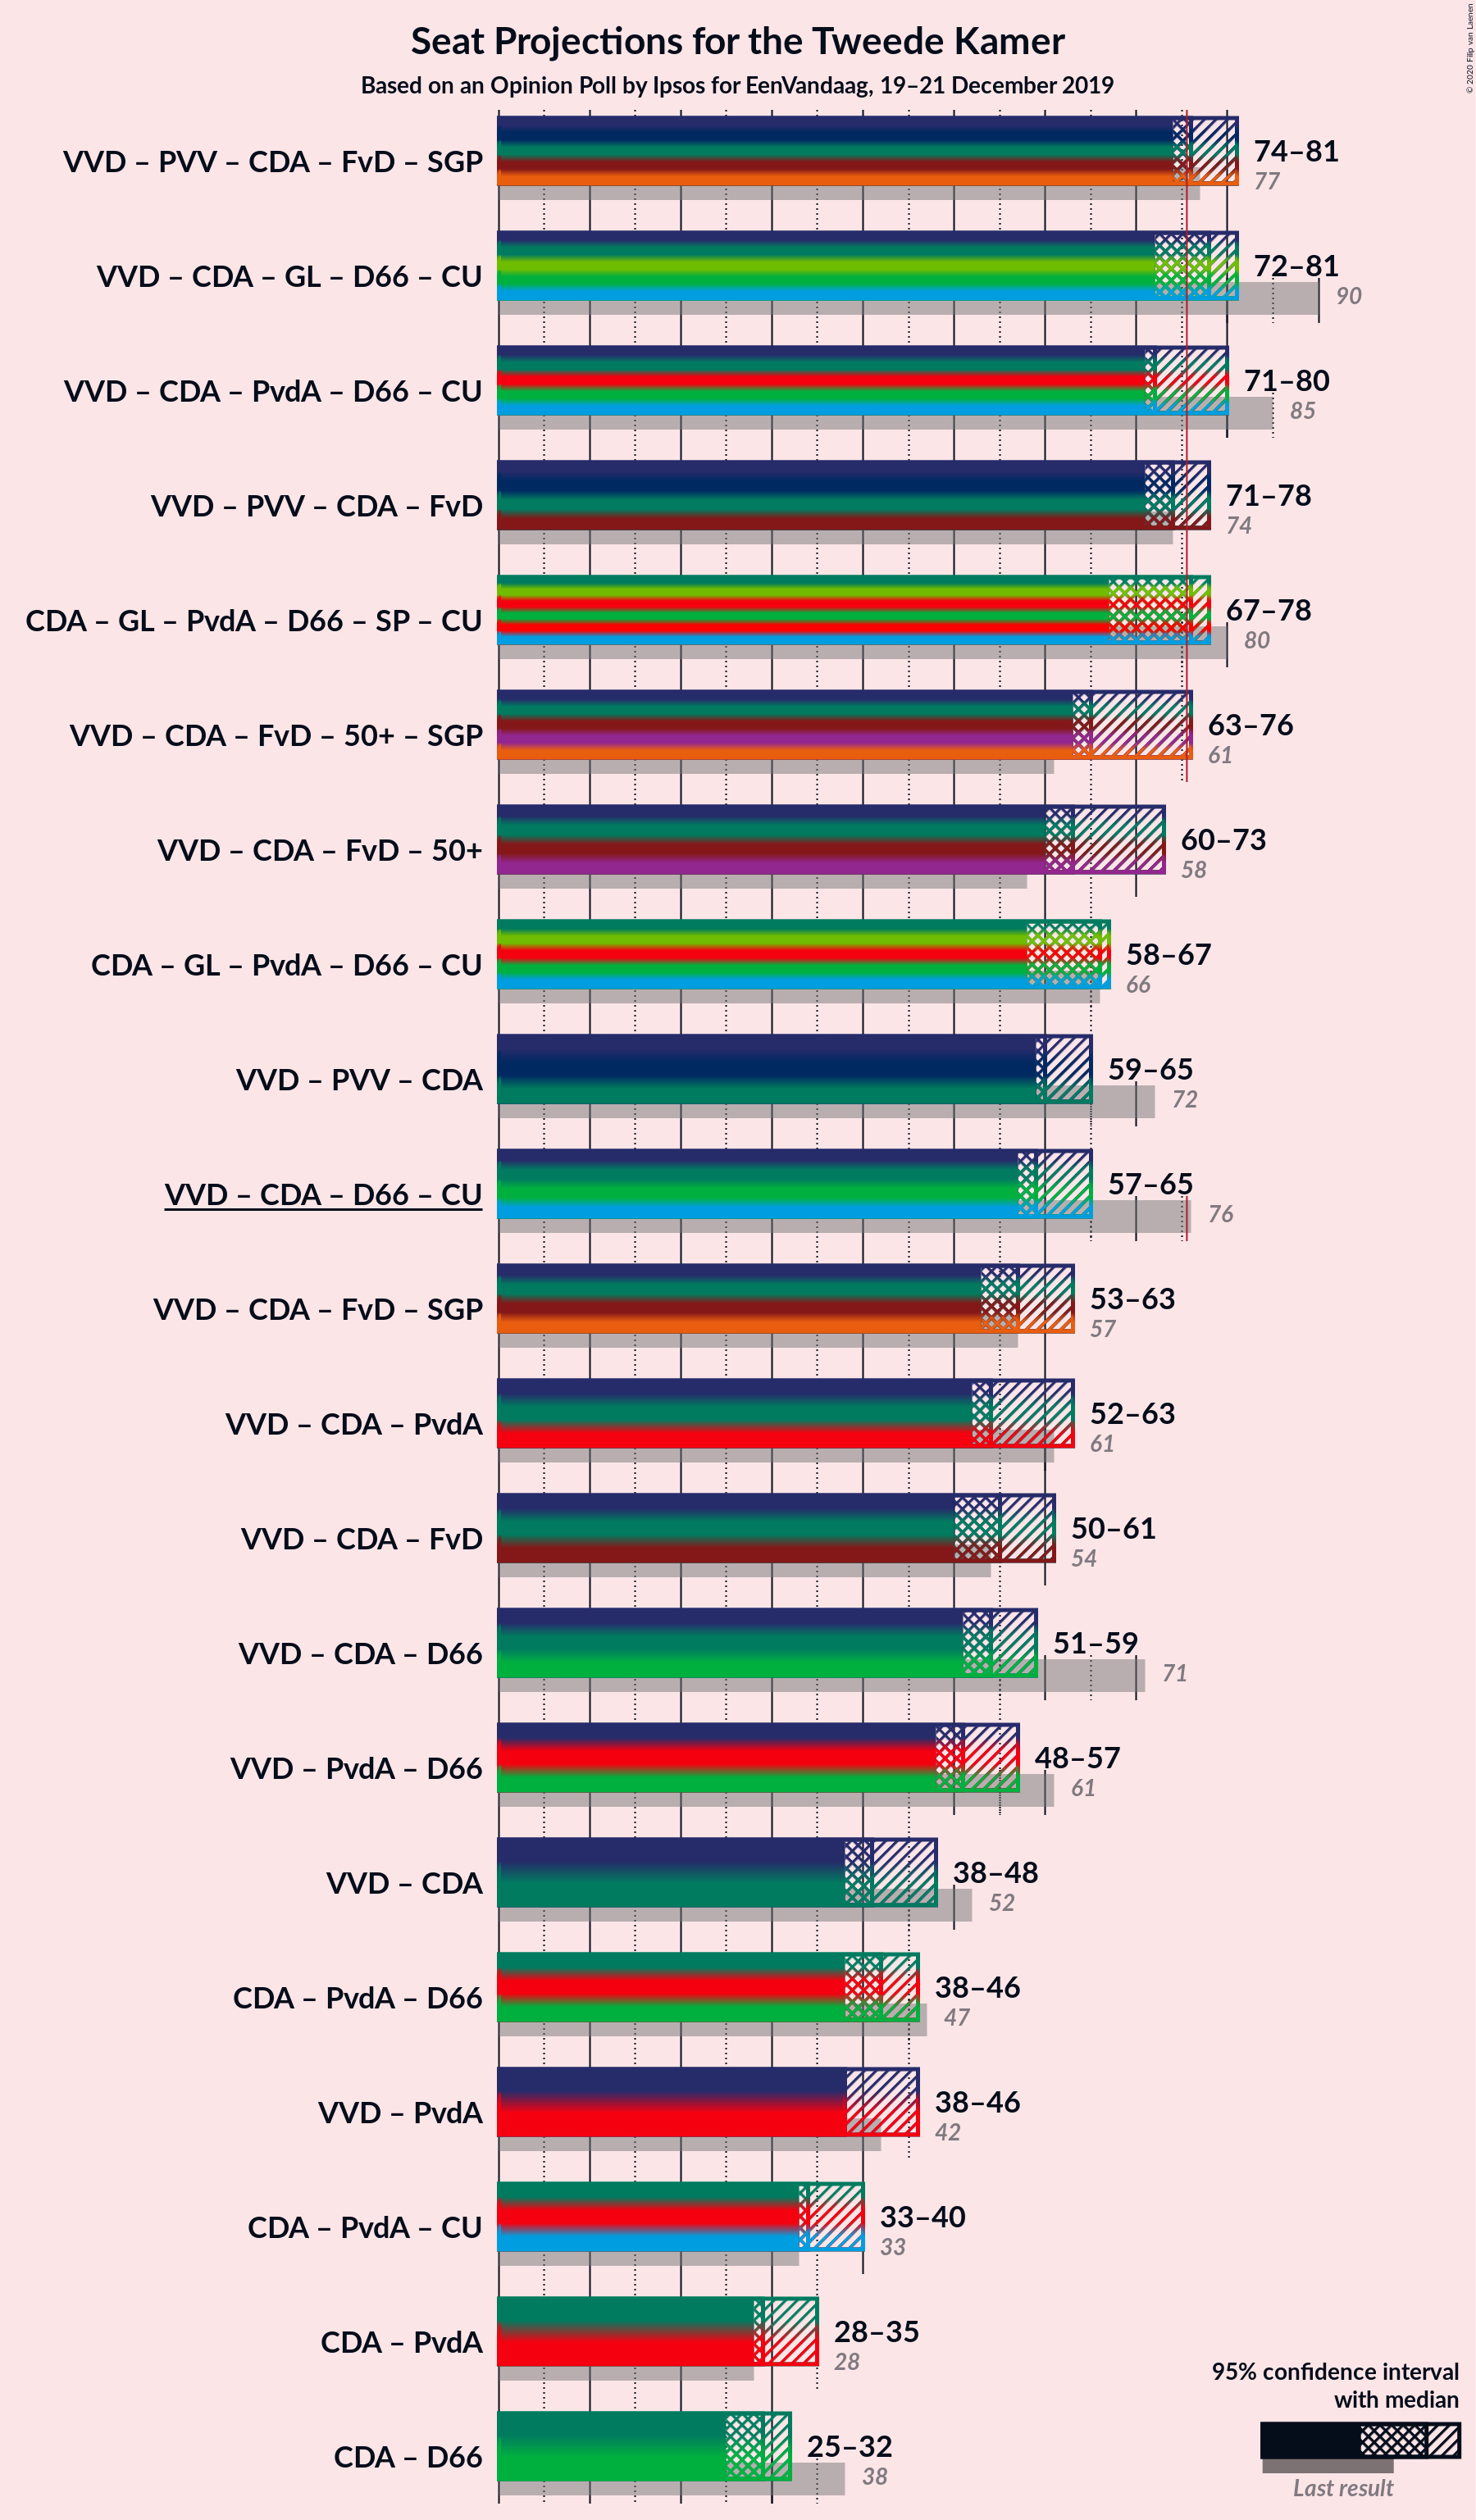 © 2020 Filip van Laenen
Seat Projections for the Tweede Kamer
Based on an Opinion Poll by Ipsos for EenVandaag, 19–21 December 2019
VVD – PVV – CDA – FvD – SGP
74–81
77
VVD – CDA – GL – D66 – CU
72–81
90
VVD – CDA – PvdA – D66 – CU
71–80
85
VVD – PVV – CDA – FvD
71–78
74
CDA – GL – PvdA – D66 – SP – CU
67–78
80
VVD – CDA – FvD – 50+ – SGP
63–76
61
VVD – CDA – FvD – 50+
60–73
58
CDA – GL – PvdA – D66 – CU
58–67
66
VVD – PVV – CDA
59–65
72
VVD – CDA – D66 – CU
57–65
76
VVD – CDA – FvD – SGP
53–63
57
VVD – CDA – PvdA
52–63
61
VVD – CDA – FvD
50–61
54
VVD – CDA – D66
51–59
71
VVD – PvdA – D66
48–57
61
VVD – CDA
38–48
52
CDA – PvdA – D66
38–46
47
VVD – PvdA
38–46
42
CDA – PvdA – CU
33–40
33
CDA – PvdA
28–35
28
CDA – D66
25–32
38
95% confidence interval
with median
Last result